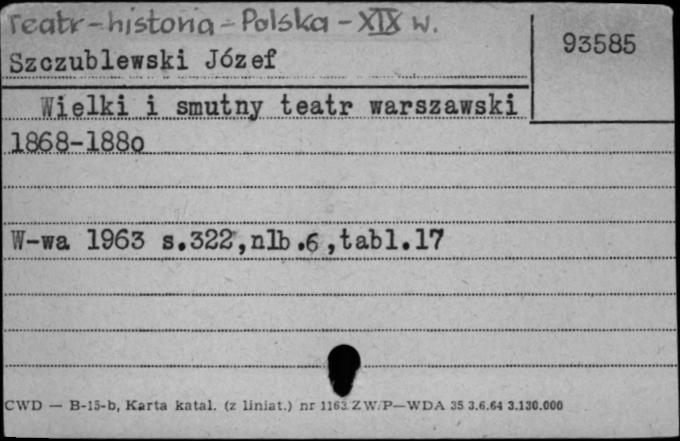 Teatr-historia-Polska-XIX w.
93585
Szczublewski Józef
Wielki i smutny teatr warszawski
1868-188o
W-wa 1963 s.322,nlb.6,tabl.17
CWD — B-15-b, Karta katal. (z liniat.) nr 1163 ZW/P—WDA 35 3.6.64 3.130.000